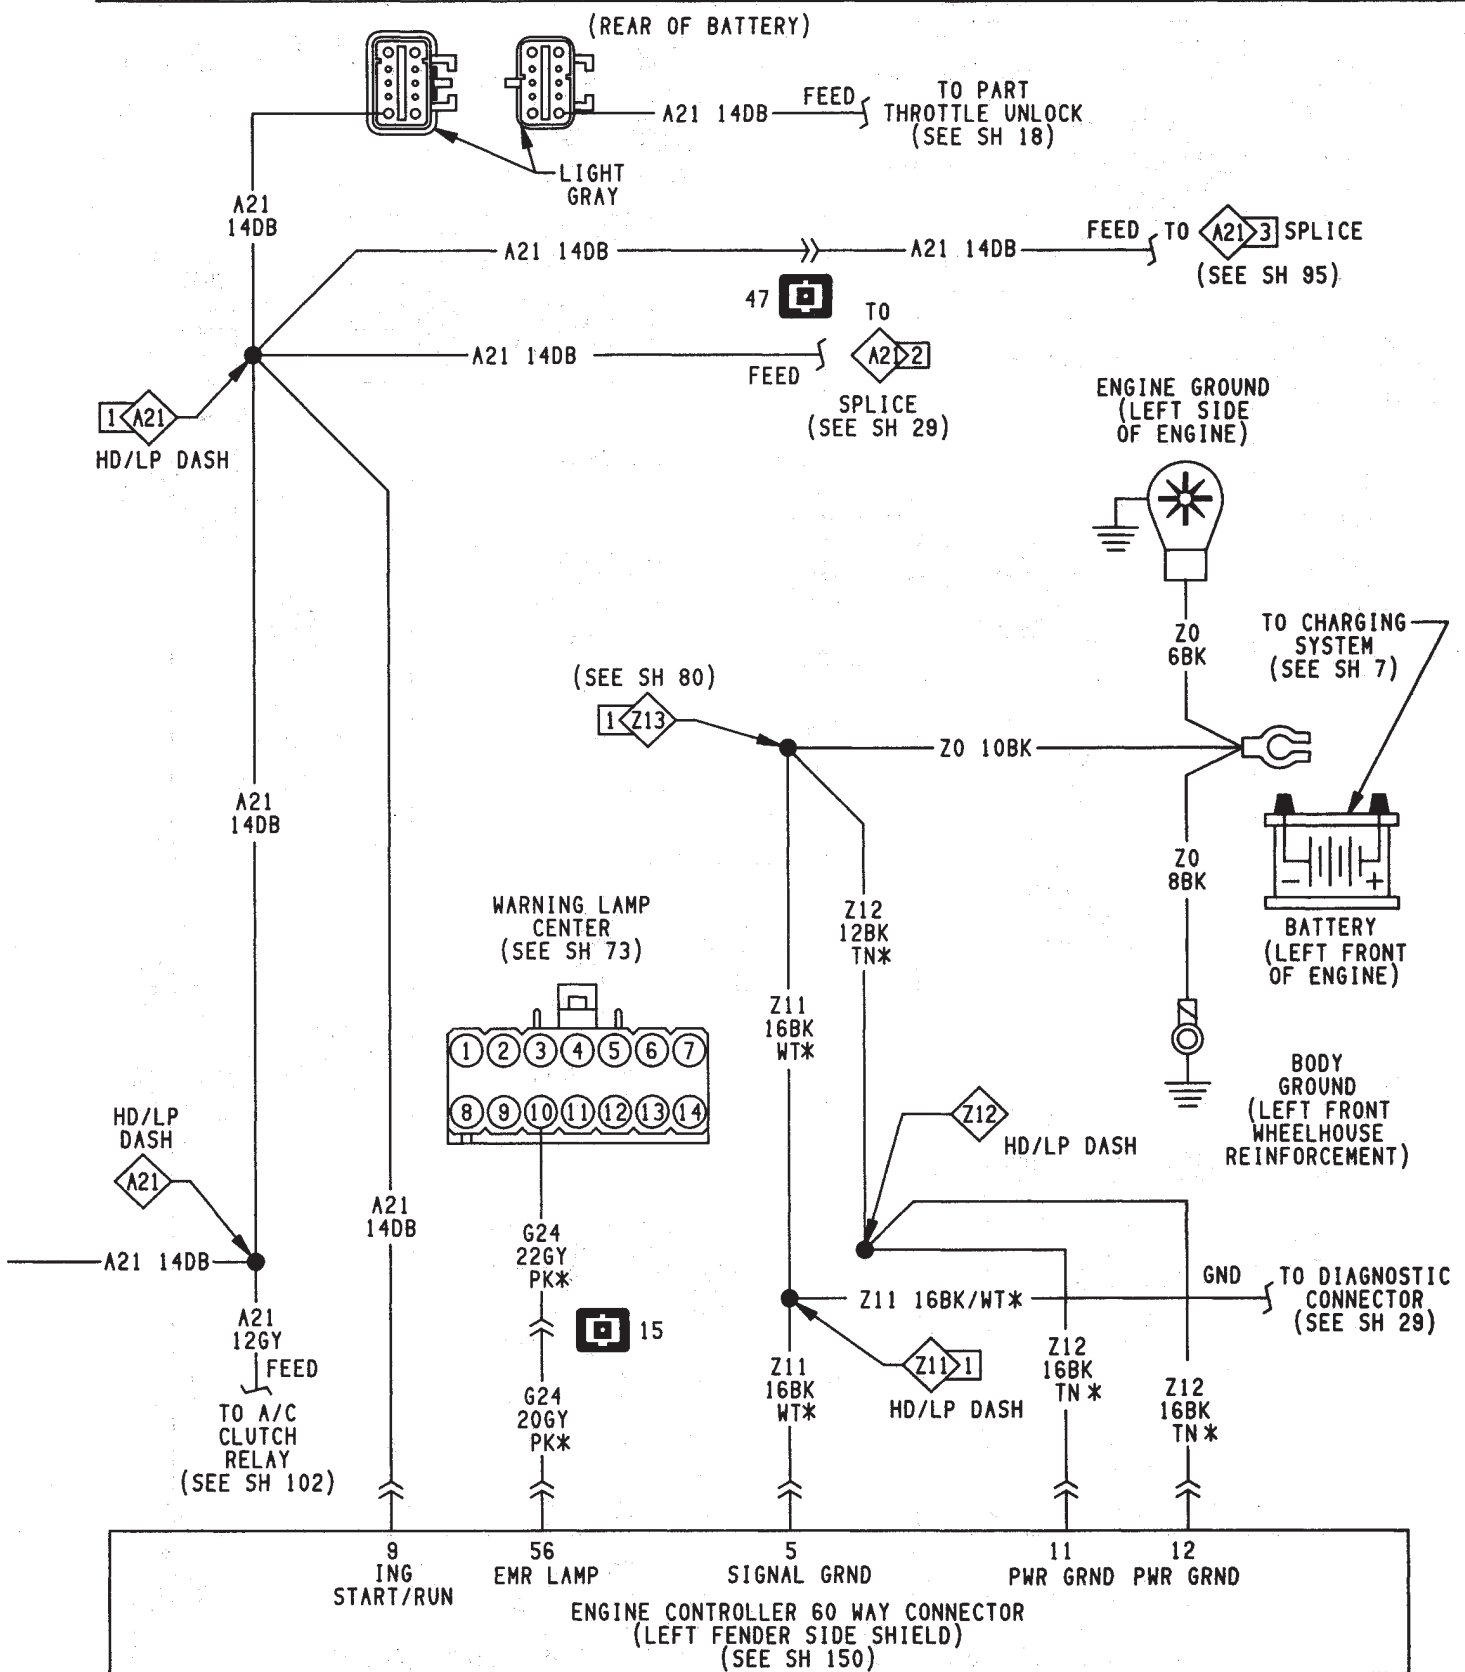 (REAR OF BATTERY)
A21 14DB
FEED
TO PART
THROTTLE UNLOCK
(SEE SH 18)
LIGHT
GRAY
A21
14DB
A21 14DB
A21 14DB
FEED
TO
A21
3
SPLICE
(SEE SH 95)
47
TO
A21 14DB
FEED
A21
2
SPLICE
(SEE SH 29)
1
A21
HD/LP DASH
ENGINE GROUND
(LEFT SIDE
OF ENGINE)
Z0
6BK
TO CHARGING
SYSTEM
(SEE SH 7)
(SEE SH 80)
1
Z13
Z0 10BK
A21
14DB
Z0
8BK
- +
BATTERY
(LEFT FRONT
OF ENGINE)
WARNING LAMP
CENTER
(SEE SH 73)
Z12
12BK
TN*
Z11
16BK
WT*
1 2 3 4 5 6 7
8 9 10 11 12 13 14
BODY
GROUND
(LEFT FRONT
WHEELHOUSE
REINFORCEMENT)
HD/LP
DASH
A21
Z12
HD/LP DASH
A21
14DB
G24
22GY
PK*
A21 14DB
GND
TO DIAGNOSTIC
CONNECTOR
(SEE SH 29)
Z11 16BK/WT*
A21
12GY
FEED
15
Z11
16BK
WT*
Z11
1
HD/LP DASH
Z12
16BK
TN*
Z12
16BK
TN*
G24
20GY
PK*
TO A/C
CLUTCH
RELAY
(SEE SH 102)
9
ING
START/RUN
56
EMR LAMP
5
SIGNAL GRND
11
PWR GRND
12
PWR GRND
ENGINE CONTROLLER 60 WAY CONNECTOR
(LEFT FENDER SIDE SHIELD)
(SEE SH 150)